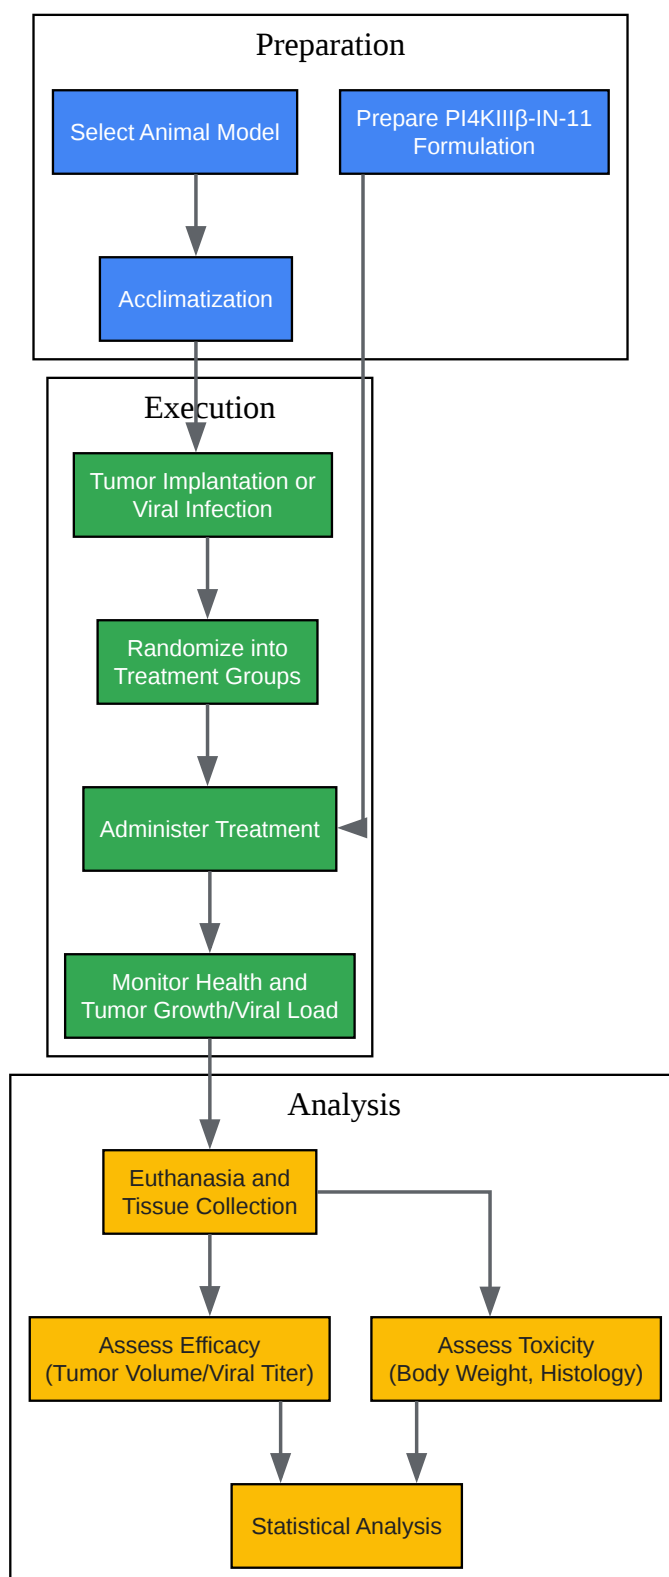 Preparation
Select Animal Model
Prepare PI4KIIIβ-IN-11
Formulation
Acclimatization
Execution
Tumor Implantation or
Viral Infection
Randomize into
Treatment Groups
Administer Treatment
Monitor Health and
Tumor Growth/Viral Load
Analysis
Euthanasia and
Tissue Collection
Assess Efficacy
(Tumor Volume/Viral Titer)
Assess Toxicity
(Body Weight, Histology)
Statistical Analysis